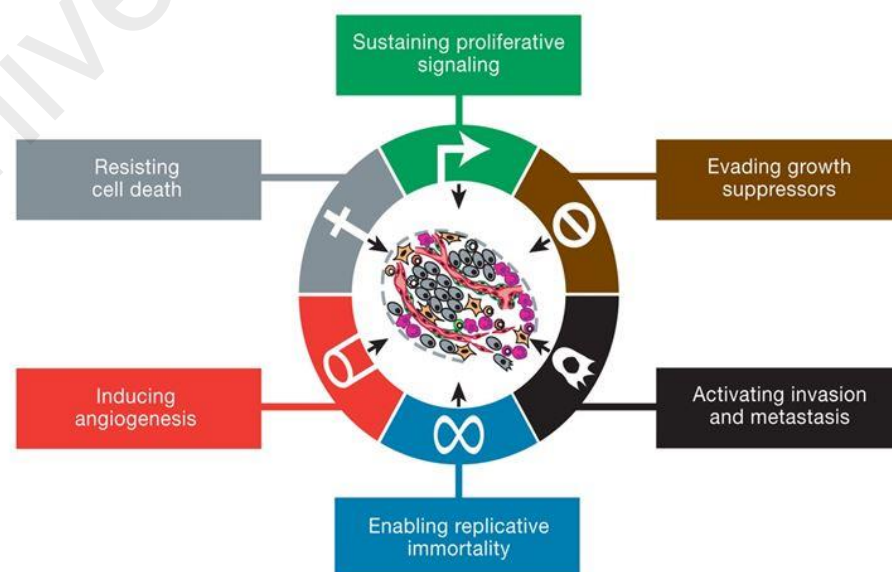 Sustaining proliferative
signaling
Resisting
cell death
Evading growth
suppressors
Inducing
angiogenesis
Activating invasion
and metastasis
Enabling replicative
immortality